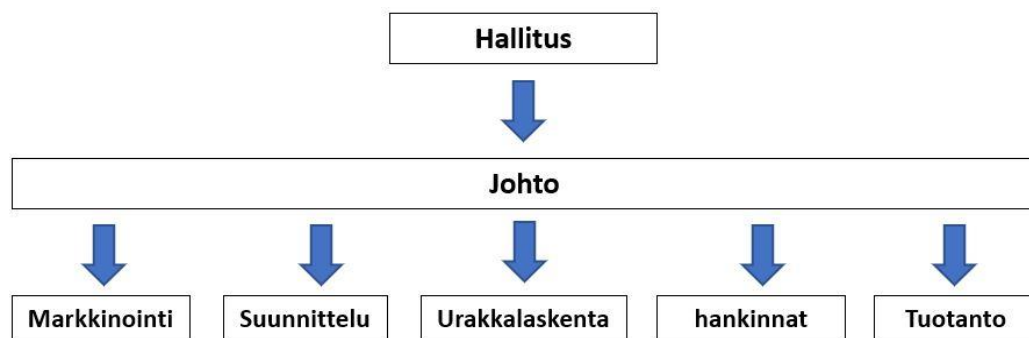 Hallitus
Johto
Markkinointi
Suunnittelu
Urakkalaskenta
hankinnat
Tuotanto